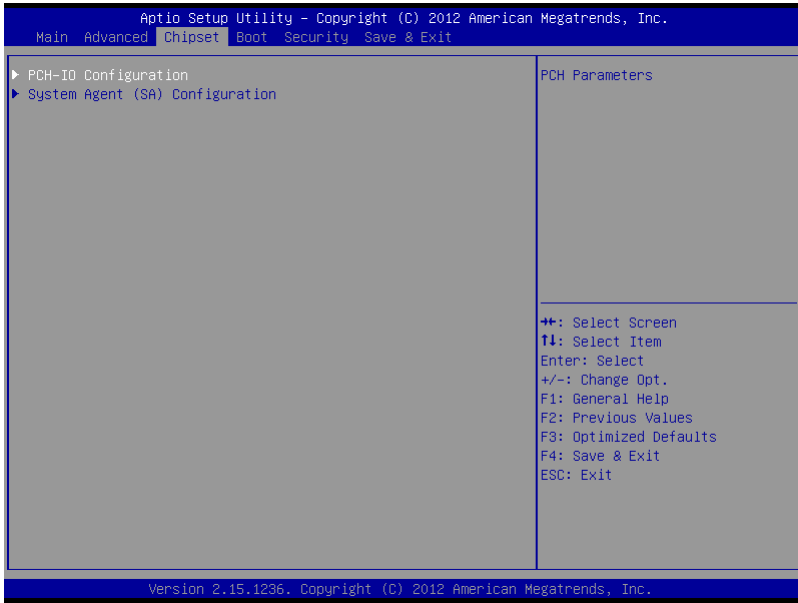 Aptio Setup Utility – Copyright (C) 2012 American Megatrends, Inc.
Main Advanced Chipset Boot Security Save & Exit
▶ PCH-IO Configuration
▶ System Agent (SA) Configuration
PCH Parameters
→←: Select Screen
↑↓: Select Item
Enter: Select
+/-: Change Opt.
F1: General Help
F2: Previous Values
F3: Optimized Defaults
F4: Save & Exit
ESC: Exit
Version 2.15.1236. Copyright (C) 2012 American Megatrends, Inc.